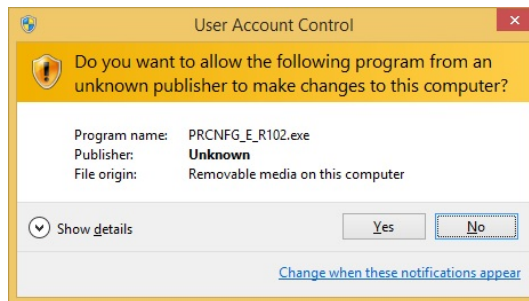 User Account Control
Do you want to allow the following program from an
unknown publisher to make changes to this computer?
Program name: PRCNFG_E_R102.exe
Publisher: Unknown
File origin: Removable media on this computer
Show details
Yes
No
Change when these notifications appear